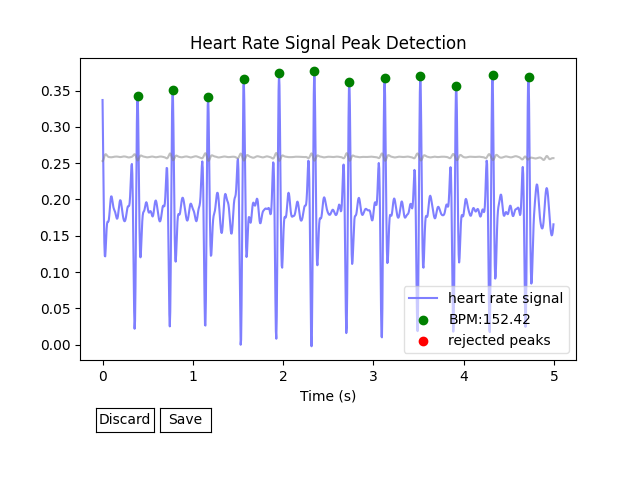 Heart Rate Signal Peak Detection
0.35
0.30
0.25
0.20
0.15
0.10
0.05
0.00
heart rate signal
BPM:152.42
rejected peaks
0 1 2 3 4 5
Time (s)
Discard Save